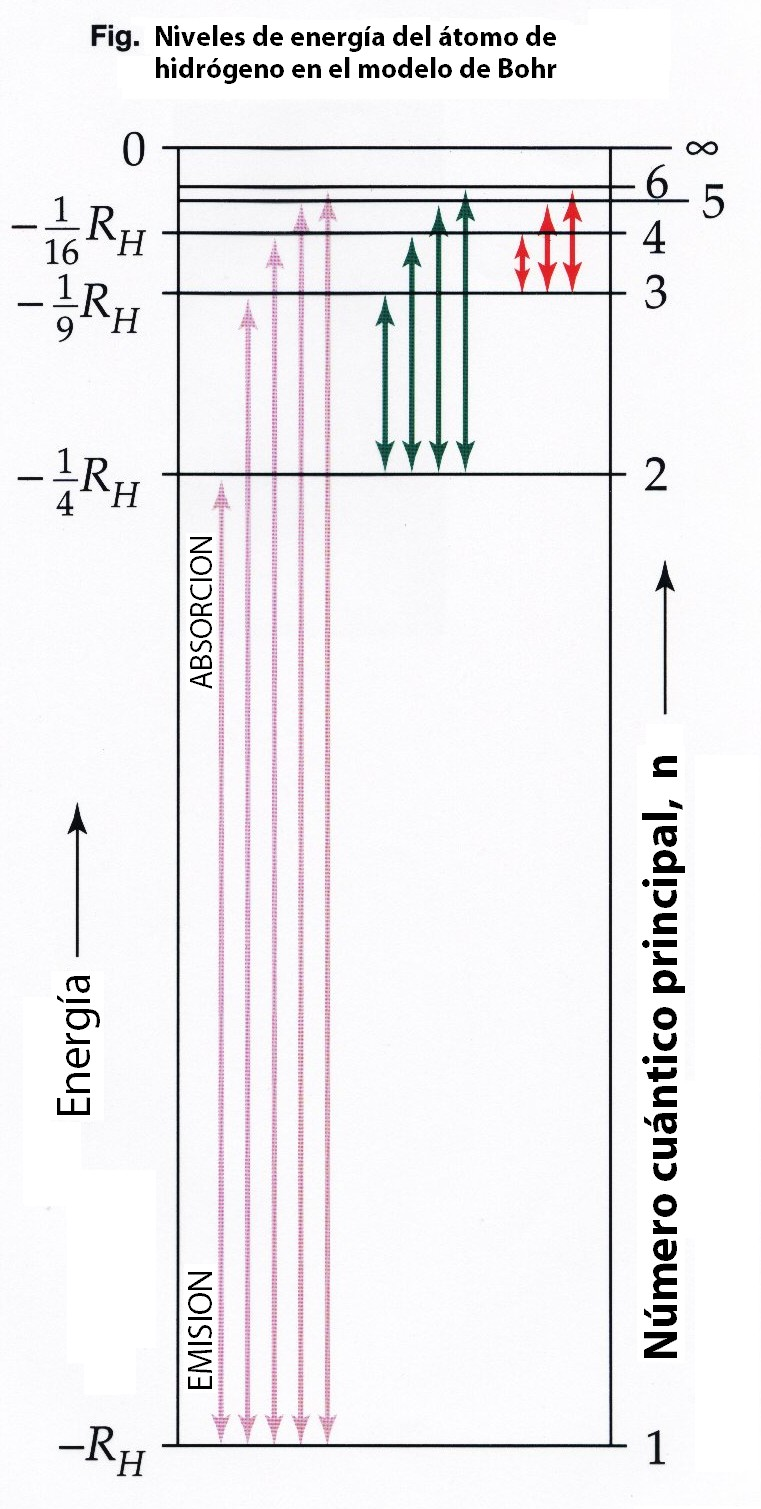 Fig. Niveles de energía del átomo de
hidrógeno en el modelo de Bohr
0
∞
6
5
−1/16 R_H
4
−1/9 R_H
3
−1/4 R_H
2
ABSORCION
Energía
Número cuántico principal, n
EMISION
−R_H
1